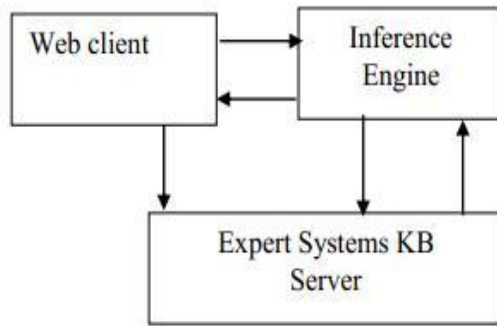 Web client
Inference
Engine
Expert Systems KB
Server